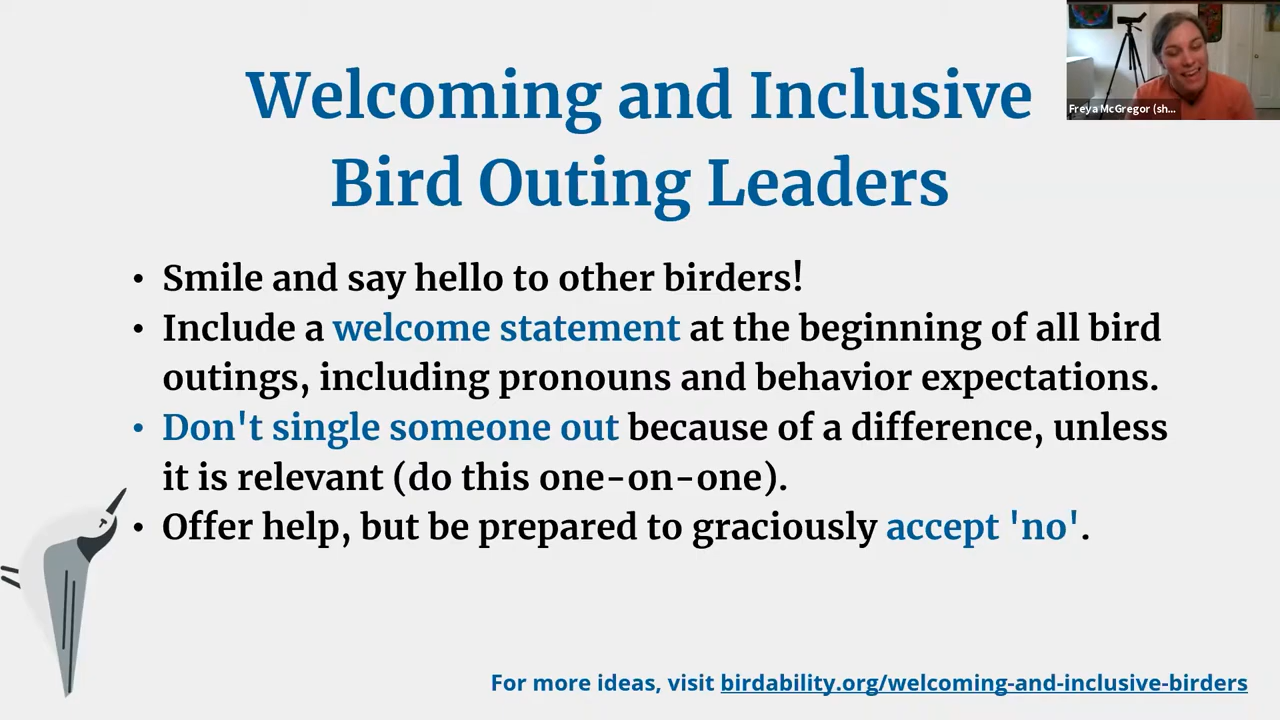 Welcoming and Inclusive
Bird Outing Leaders
Freya McGregor (sh...
• Smile and say hello to other birders!
• Include a welcome statement at the beginning of all bird
outings, including pronouns and behavior expectations.
• Don't single someone out because of a difference, unless
it is relevant (do this one-on-one).
• Offer help, but be prepared to graciously accept 'no'.
For more ideas, visit birdability.org/welcoming-and-inclusive-birders